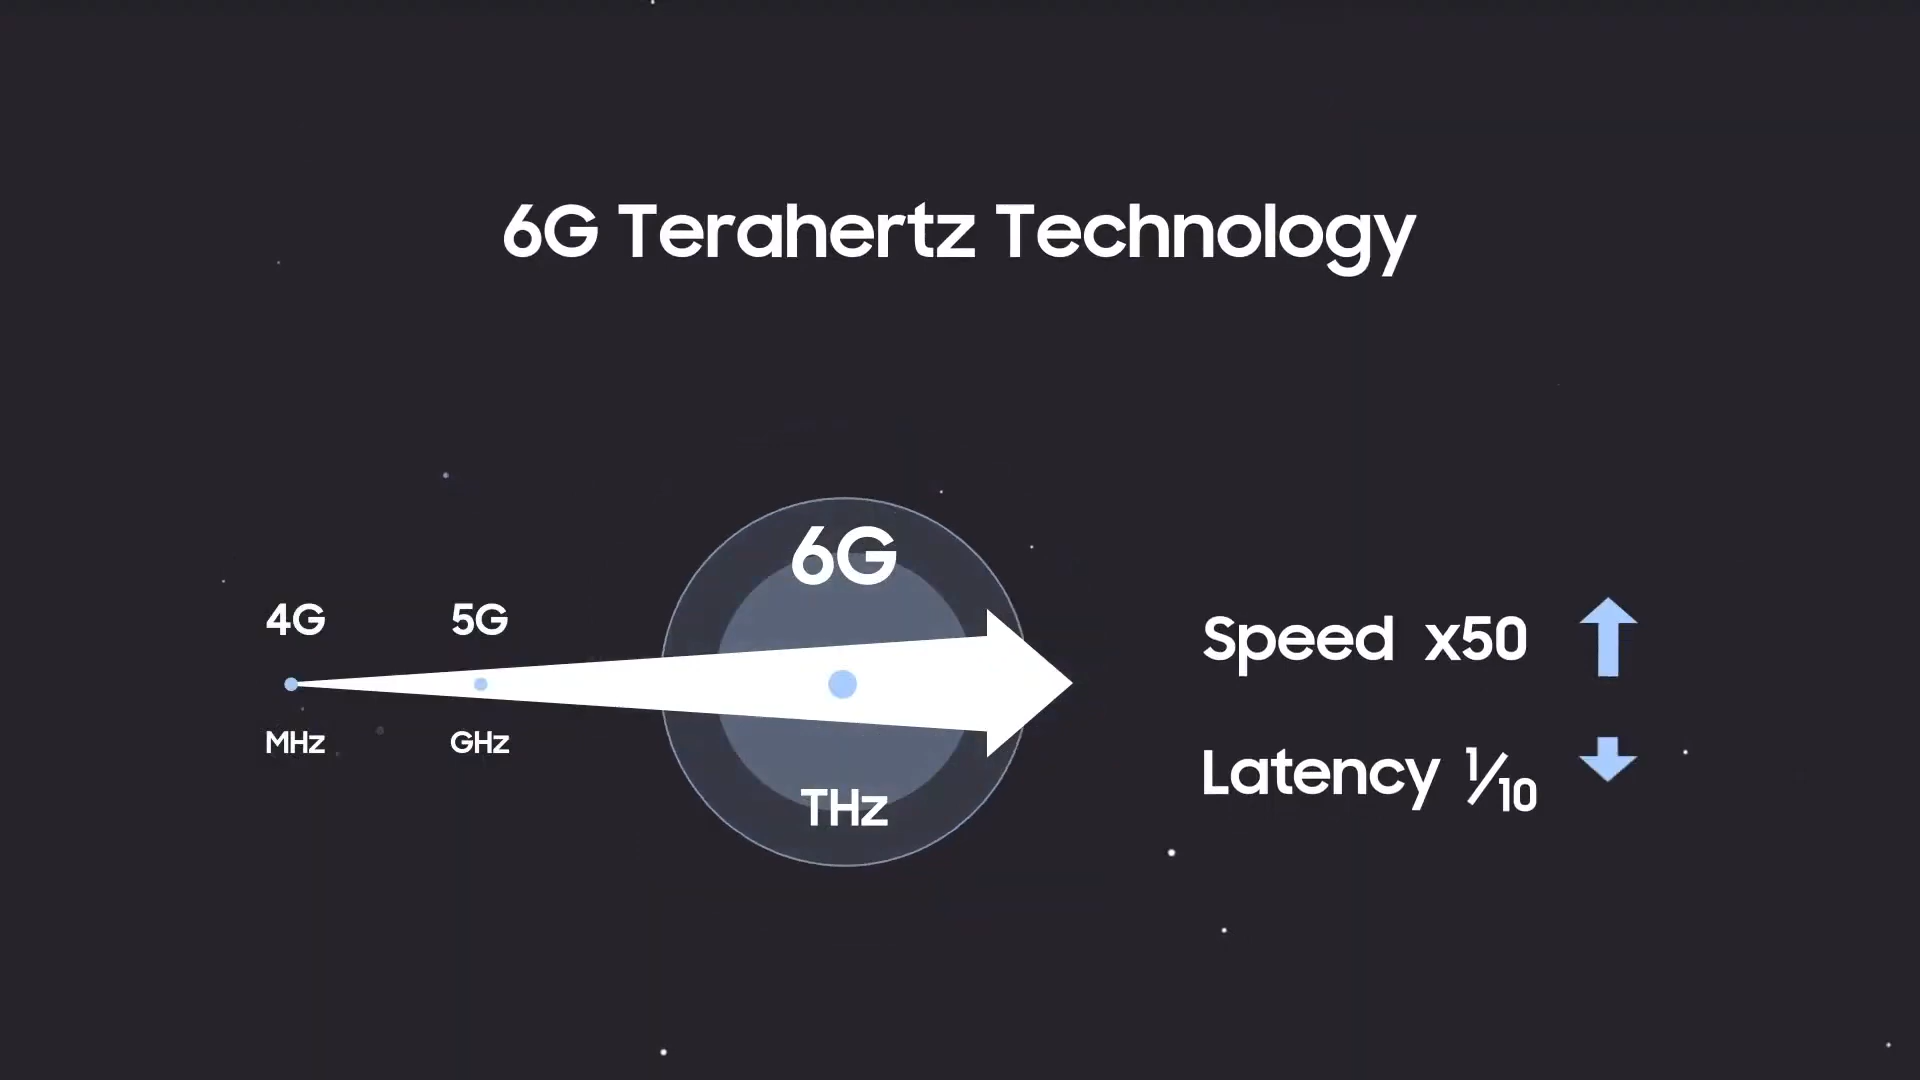 6G Terahertz Technology
6G
4G
5G
Speed x50
MHz
GHz
Latency 1/10
THz